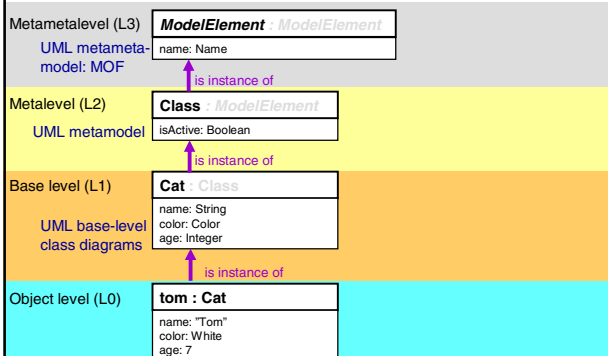 Metametalevel (L3)
ModelElement : ModelElement
UML metameta-
model: MOF
name: Name
is instance of
Metalevel (L2)
Class : ModelElement
UML metamodel
isActive: Boolean
is instance of
Base level (L1)
Cat : Class
UML base-level
class diagrams
name: String
color: Color
age: Integer
is instance of
Object level (L0)
tom : Cat
name: "Tom"
color: White
age: 7